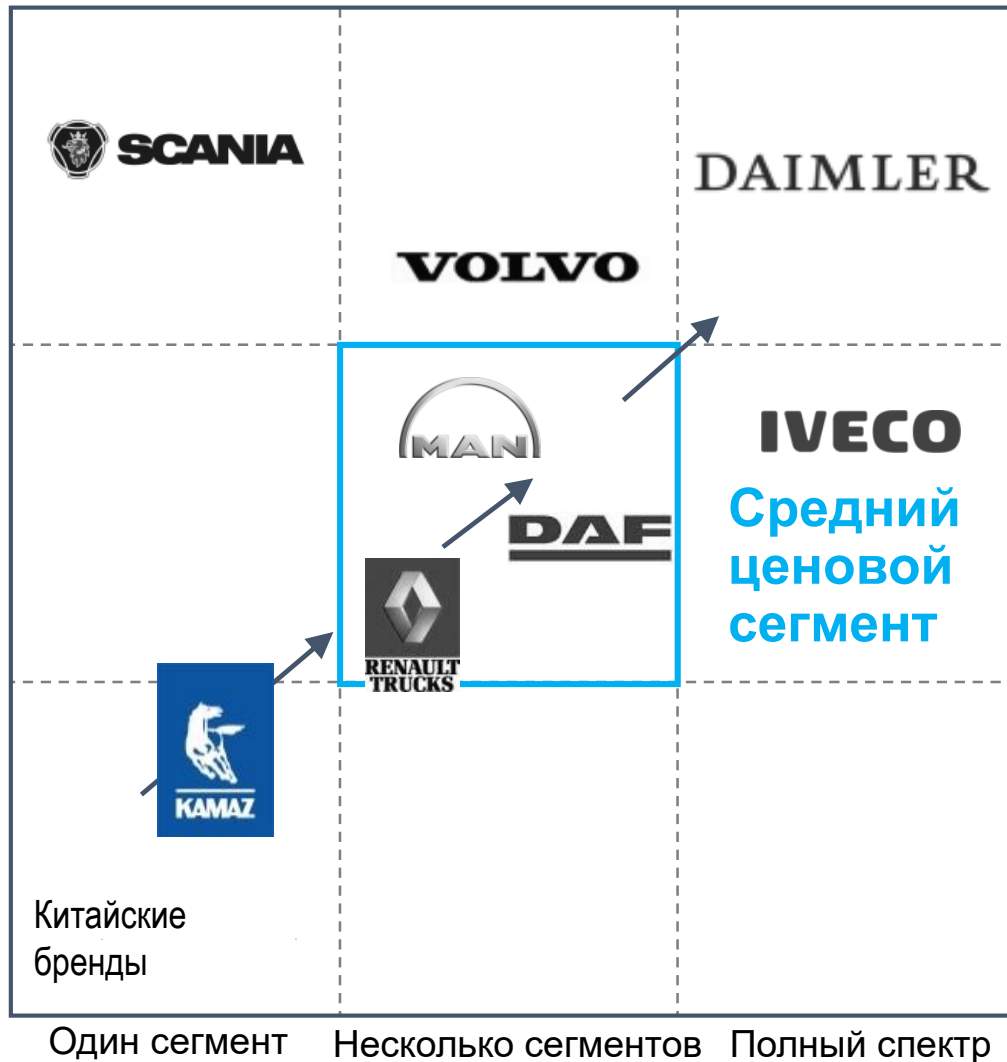 SCANIA
DAIMLER
VOLVO
MAN
IVECO
Средний
ценовой
сегмент
DAF
RENAULT
TRUCKS
KAMAZ
Китайские
бренды
Один сегмент
Несколько сегментов
Полный спектр